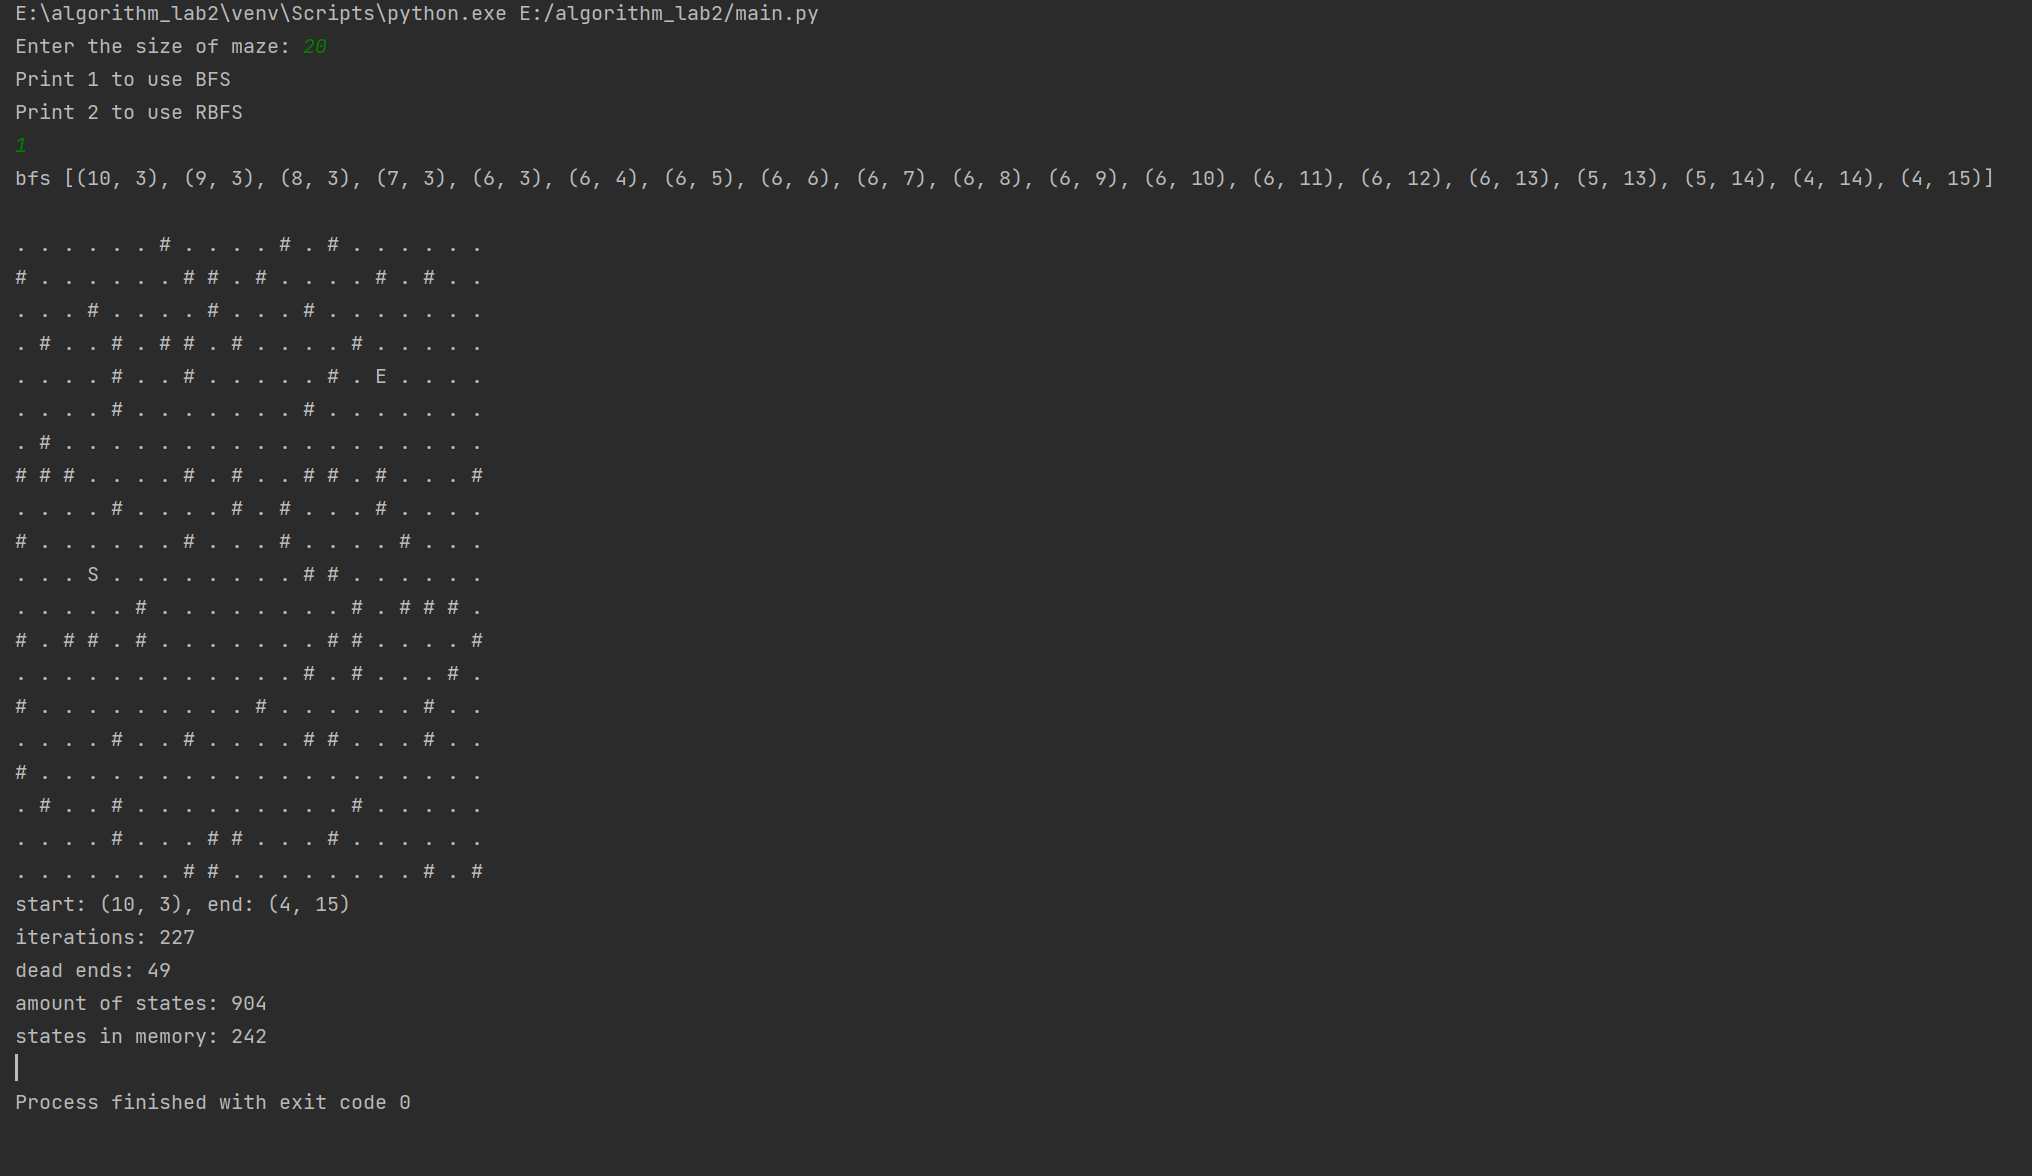 E:\algorithm_lab2\venv\Scripts\python.exe E:/algorithm_lab2/main.py
Enter the size of maze: 20
Print 1 to use BFS
Print 2 to use RBFS
1
bfs [(10, 3), (9, 3), (8, 3), (7, 3), (6, 3), (6, 4), (6, 5), (6, 6), (6, 7), (6, 8), (6, 9), (6, 10), (6, 11), (6, 12), (6, 13), (5, 13), (5, 14), (4, 14), (4, 15)]
. . . . . . # . . . . # . # . . . . . .
# . . . . . . # # . # . . . . # . # . .
. . . # . . . . # . . . # . . . . . . .
. # . . # . # # . # . . . . # . . . . .
. . . . # . . # . . . . . # . E . . . .
. . . . # . . . . . . . # . . . . . . .
. # . . . . . . . . . . . . . . . . . .
# # # . . . . # . # . . # # . # . . . #
. . . . # . . . . # . # . . . # . . . .
# . . . . . . # . . . # . . . . # . . .
. . . S . . . . . . . . # # . . . . . .
. . . . . # . . . . . . . . # . # # # .
# . # # . # . . . . . . . # # . . . . #
. . . . . . . . . . . . # . # . . . # .
# . . . . . . . . . # . . . . . . # . .
. . . . # . . # . . . . # # . . . # . .
# . . . . . . . . . . . . . . . . . . .
. # . . # . . . . . . . . . # . . . . .
. . . . # . . . # # . . . # . . . . . .
. . . . . . . # # . . . . . . . . # . #
start: (10, 3), end: (4, 15)
iterations: 227
dead ends: 49
amount of states: 904
states in memory: 242
Process finished with exit code 0